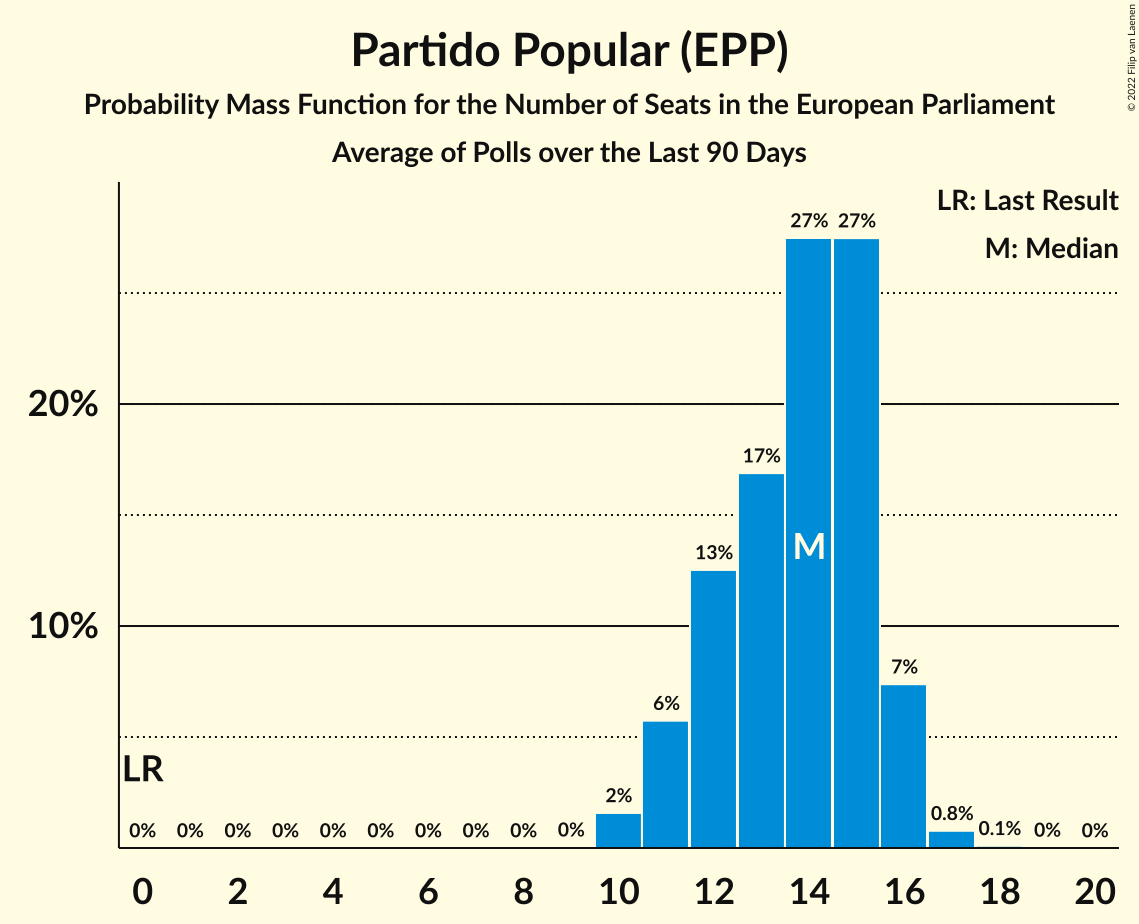 Partido Popular (EPP)
Probability Mass Function for the Number of Seats in the European Parliament
Average of Polls over the Last 90 Days
© 2022 Filip van Laenen
LR: Last Result
M: Median
27% 27%
20%
17%
13%
M
10%
7%
6%
LR
2%
0.8%
0% 0% 0% 0% 0% 0% 0% 0% 0% 0% 0.1% 0% 0%
0 2 4 6 8 10 12 14 16 18 20